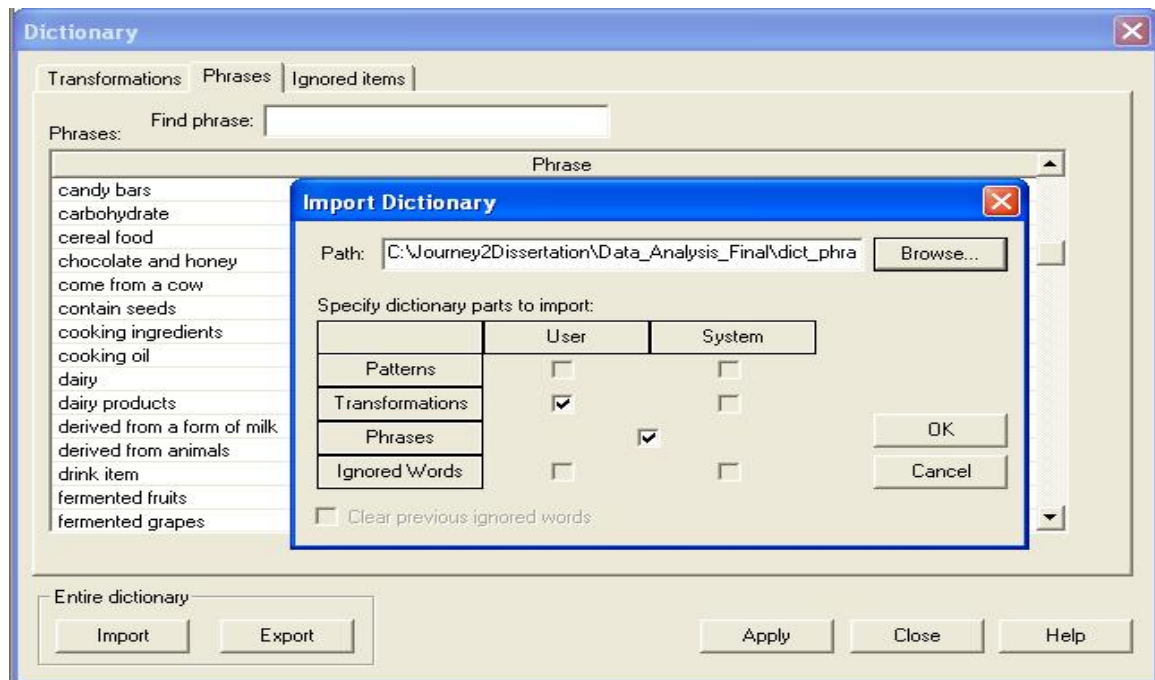 Dictionary
Transformations Phrases Ignored items
Phrases: Find phrase:
Phrase
candy bars
carbohydrate
cereal food
chocolate and honey
come from a cow
contain seeds
cooking ingredients
cooking oil
dairy
dairy products
derived from a form of milk
derived from animals
drink item
fermented fruits
fermented grapes
Import Dictionary
Path: C:\Journey2Dissertation\Data_Analysis_Final\dict_phra Browse...
Specify dictionary parts to import:
User System
Patterns
Transformations
Phrases
Ignored Words
OK
Cancel
Clear previous ignored words
Entire dictionary
Import Export Apply Close Help